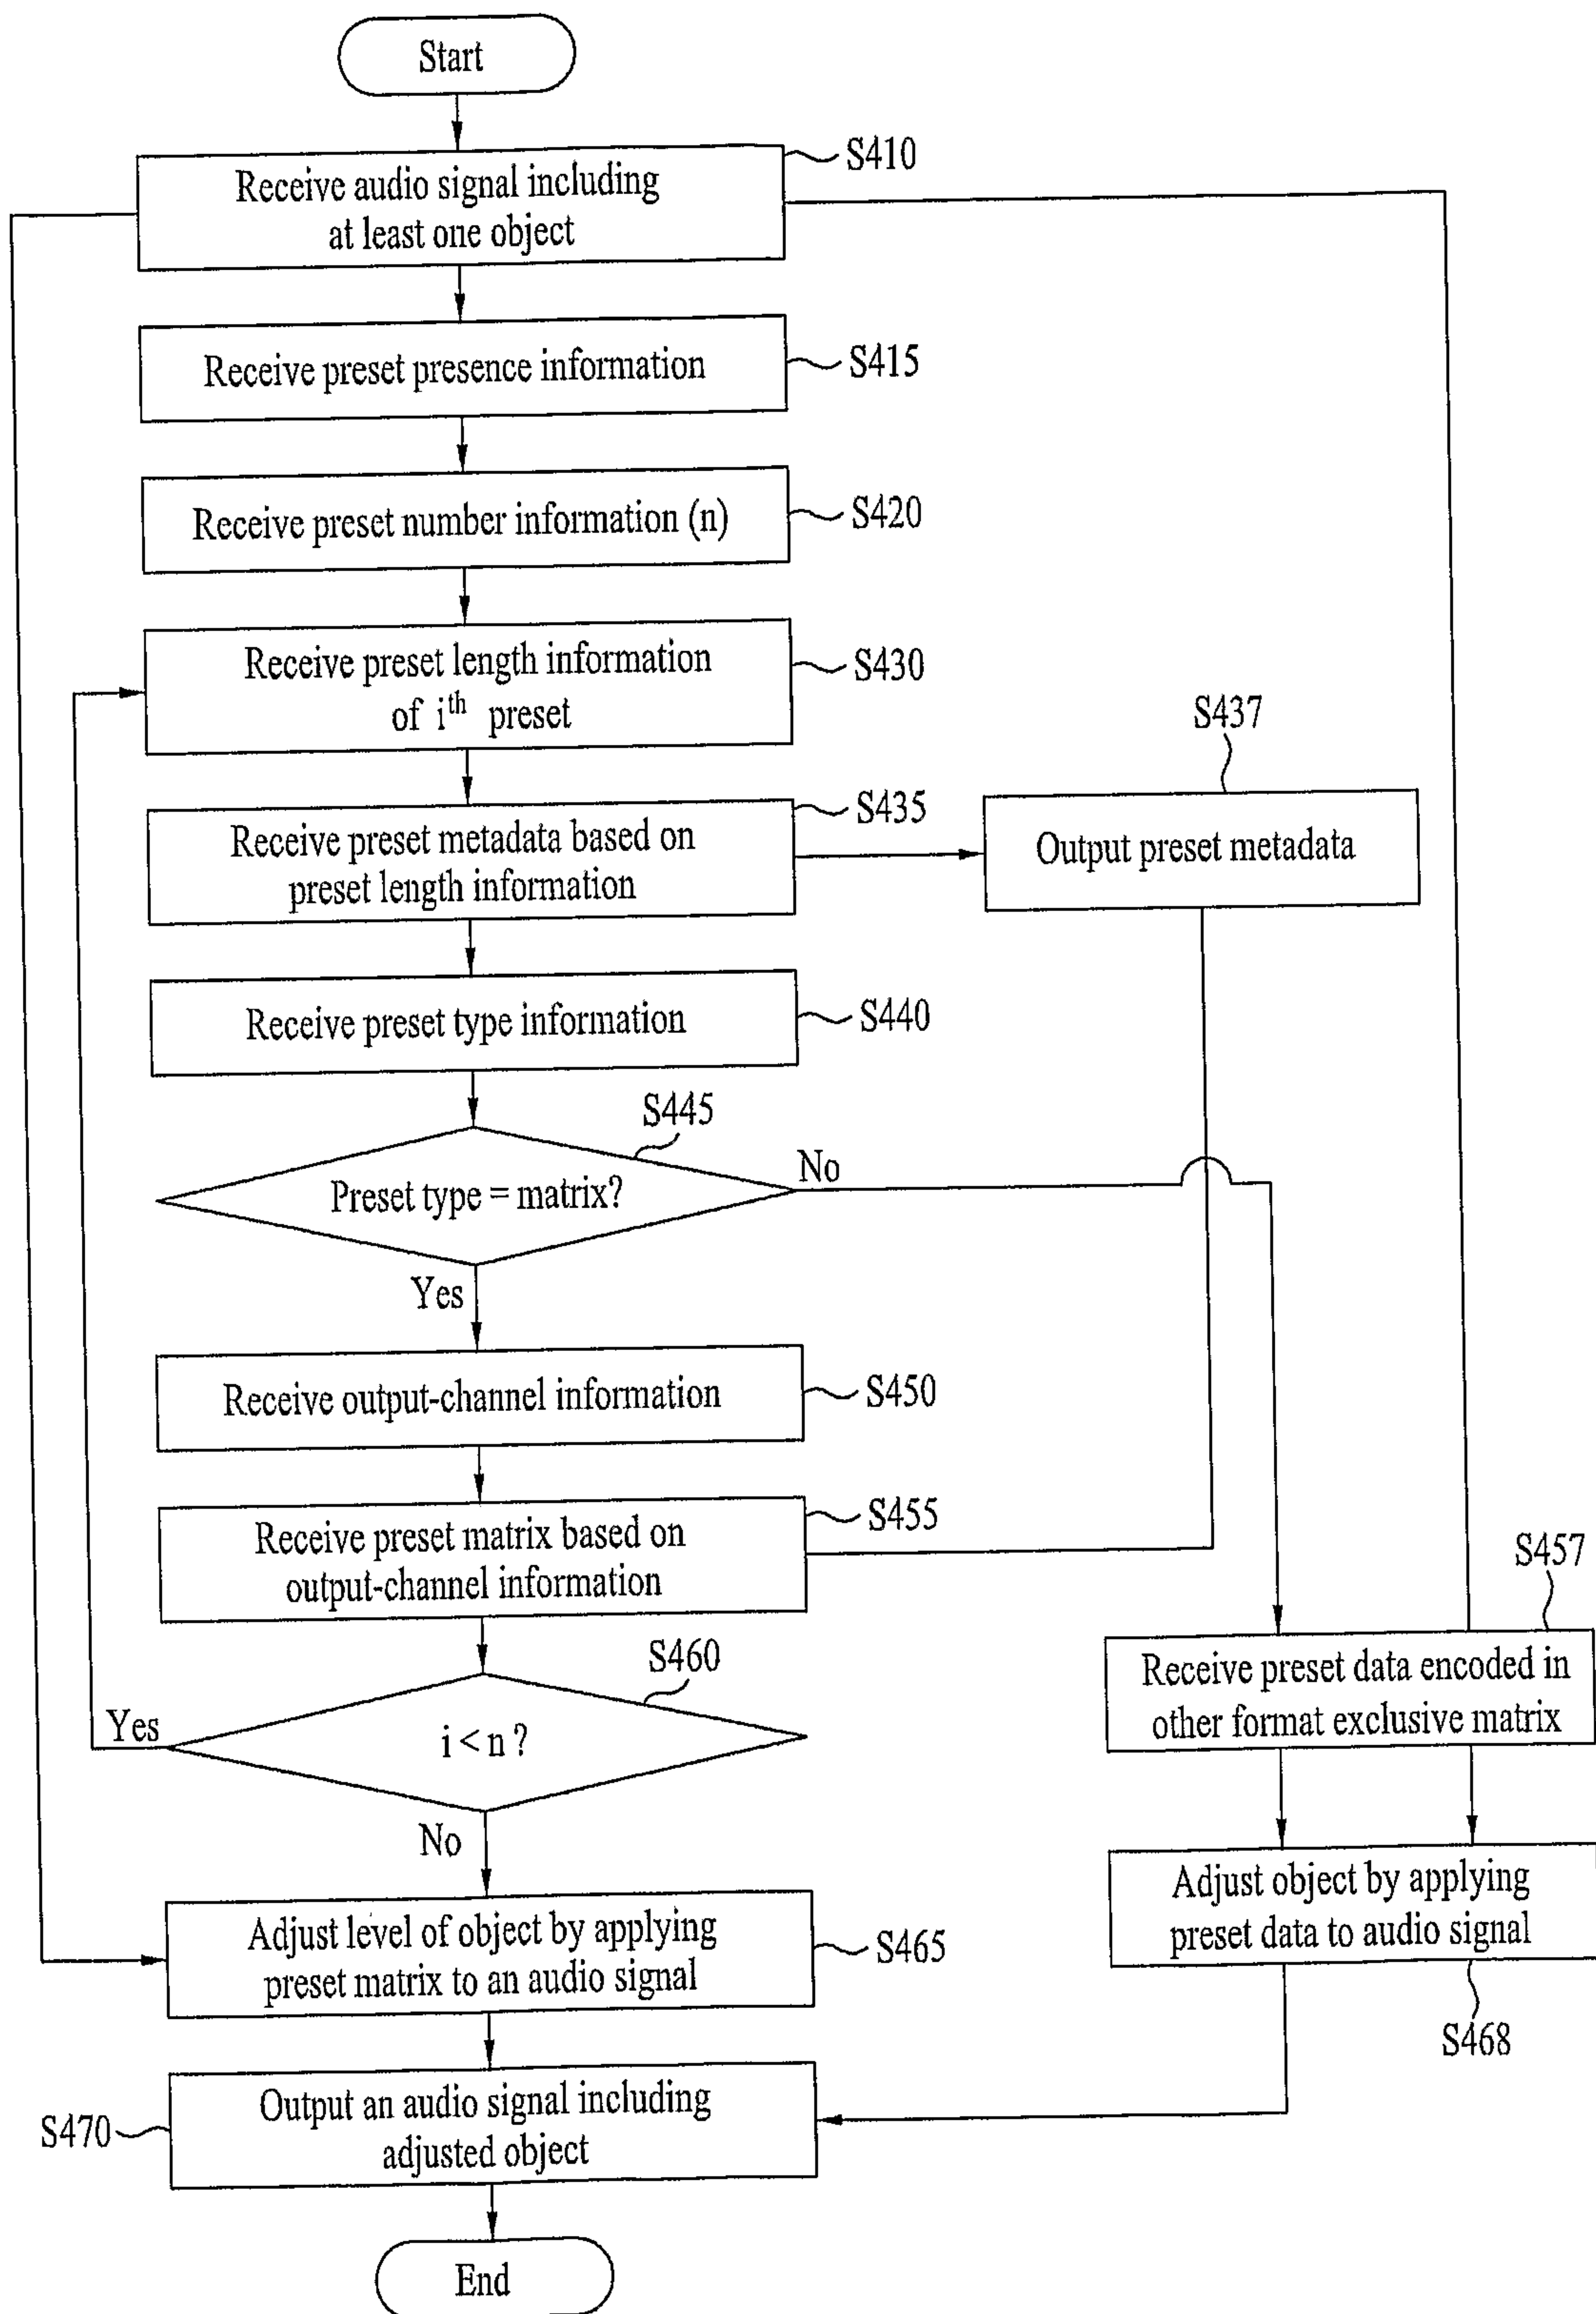 Start
Receive audio signal including
at least one object
S410
Receive preset presence information
S415
Receive preset number information (n)
S420
Receive preset length information
of ith preset
S430
Receive preset metadata based on
preset length information
S435
Output preset metadata
S437
Receive preset type information
S440
Preset type = matrix?
S445
No
Yes
Receive output-channel information
S450
Receive preset matrix based on
output-channel information
S455
Receive preset data encoded in
other format exclusive matrix
S457
i < n ?
S460
Yes
No
Adjust level of object by applying
preset matrix to an audio signal
S465
Adjust object by applying
preset data to audio signal
S468
Output an audio signal including
adjusted object
S470
End